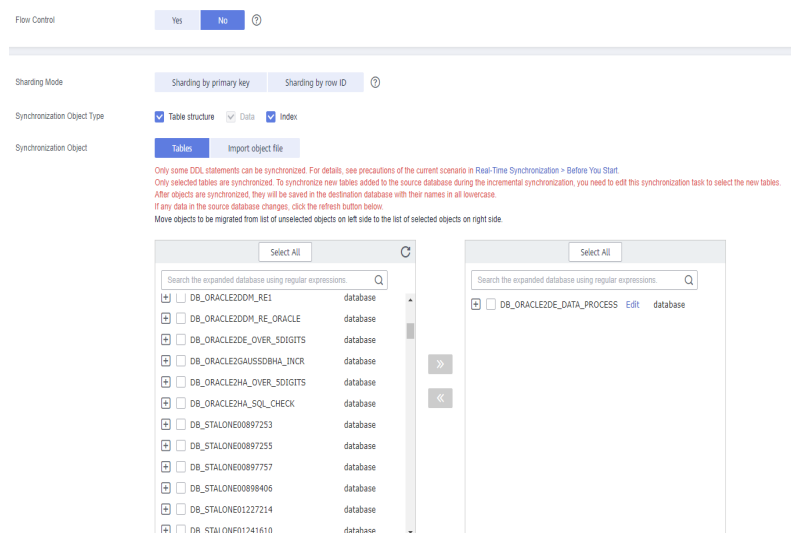 Flow Control Yes No ?
Sharding Mode Sharding by primary key Sharding by row ID ?
Synchronization Object Type Table structure Data Index
Synchronization Object Tables Import object file
Only some DDL statements can be synchronized. For details, see precautions of the current scenario in Real-Time Synchronization > Before You Start.
Only selected tables are synchronized. To synchronize new tables added to the source database during the incremental synchronization, you need to edit this synchronization task to select the new tables.
After objects are synchronized, they will be saved in the destination database with their names in all lowercase.
If any data in the source database changes, click the refresh button below.
Move objects to be migrated from list of unselected objects on left side to the list of selected objects on right side.
Select All
Search the expanded database using regular expressions.
DB_ORACLE2DDM_RE1 database
DB_ORACLE2DDM_RE_ORACLE database
DB_ORACLE2DE_OVER_5DIGITS database
DB_ORACLE2GAUSSDBHA_INCR database
DB_ORACLE2HA_OVER_5DIGITS database
DB_ORACLE2HA_SQL_CHECK database
DB_STALONE00897253 database
DB_STALONE00897255 database
DB_STALONE00897757 database
DB_STALONE00898406 database
DB_STALONE01227214 database
DB_STALONE01241610 database
Select All
Search the expanded database using regular expressions.
DB_ORACLE2DE_DATA_PROCESS Edit database